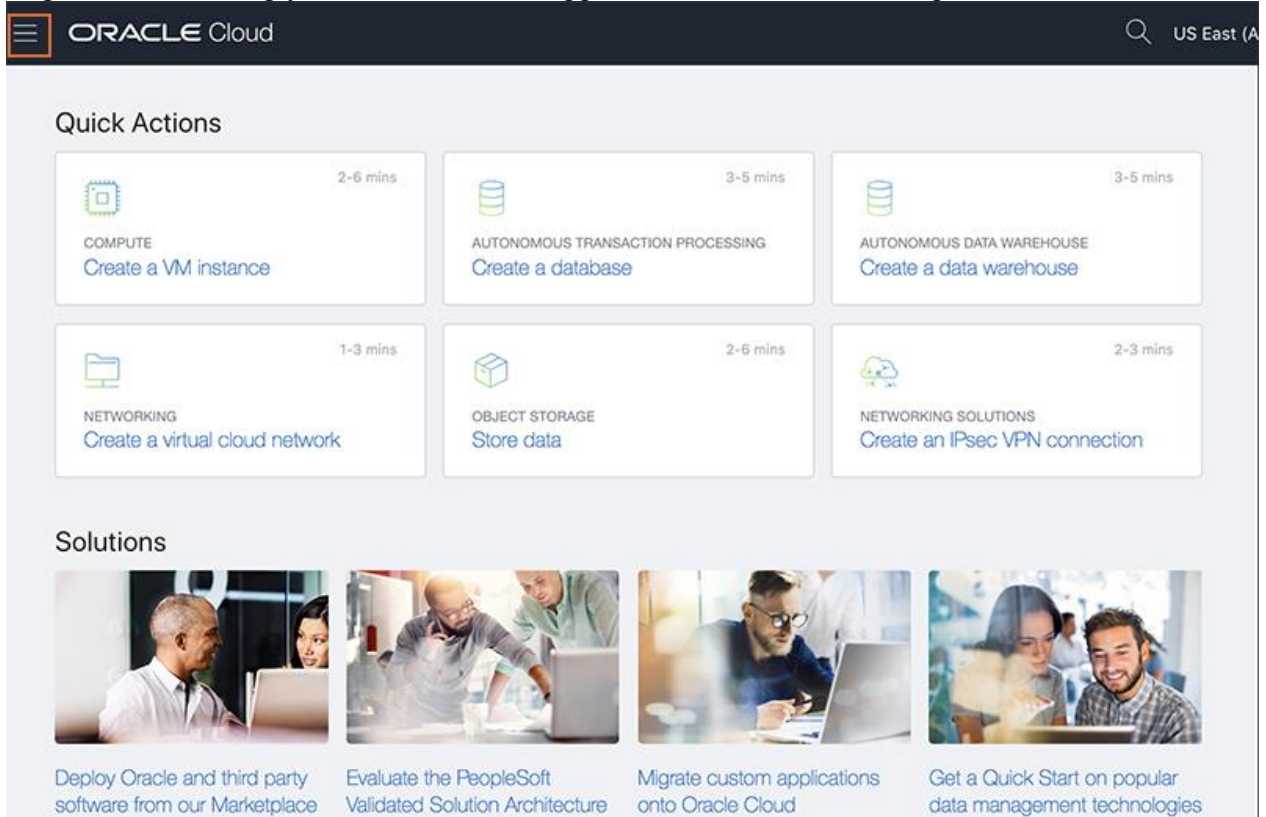 ORACLE Cloud
US East (A
Quick Actions
2-6 mins
COMPUTE
Create a VM instance
3-5 mins
AUTONOMOUS TRANSACTION PROCESSING
Create a database
3-5 mins
AUTONOMOUS DATA WAREHOUSE
Create a data warehouse
1-3 mins
NETWORKING
Create a virtual cloud network
2-6 mins
OBJECT STORAGE
Store data
2-3 mins
NETWORKING SOLUTIONS
Create an IPsec VPN connection
Solutions
Deploy Oracle and third party
software from our Marketplace
Evaluate the PeopleSoft
Validated Solution Architecture
Migrate custom applications
onto Oracle Cloud
Get a Quick Start on popular
data management technologies